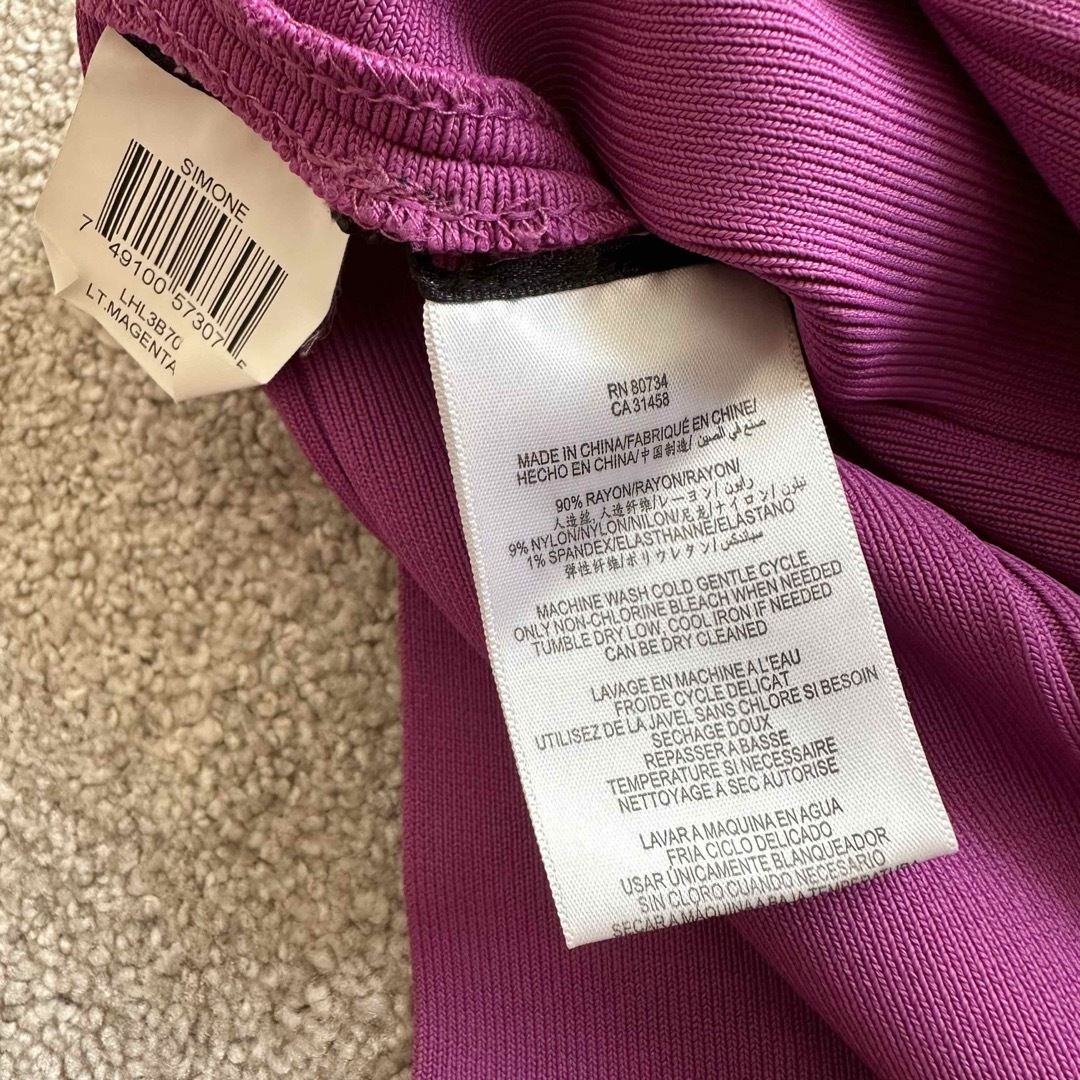 SIMONE
7 49100 57307
LHL3B70
LT.MAGENTA
RN 80734
CA 31458
MADE IN CHINA/FABRIQUÉ EN CHINE/
HECHO EN CHINA/中国制造/ صنع في الصين
90% RAYON/RAYON/RAYON/
人造丝,人造纤维/レーヨン/ رايون
9% NYLON/NYLON/NILON/尼龙/ナイロン/ نيلون
1% SPANDEX/ELASTHANNE/ELASTANO
弹性纤维/ポリウレタン/ سباندكس
MACHINE WASH COLD GENTLE CYCLE
ONLY NON-CHLORINE BLEACH WHEN NEEDED
TUMBLE DRY LOW. COOL IRON IF NEEDED
CAN BE DRY CLEANED
LAVAGE EN MACHINE A L'EAU
FROIDE CYCLE DELICAT
UTILISEZ DE LA JAVEL SANS CHLORE SI BESOIN
SECHAGE DOUX
REPASSER A BASSE
TEMPERATURE SI NECESSAIRE
NETTOYAGE A SEC AUTORISE
LAVAR A MAQUINA EN AGUA
FRIA CICLO DELICADO
USAR ÚNICAMENTE BLANQUEADOR
SIN CLORO CUANDO NECESARIO
SECAR A MAQUINA